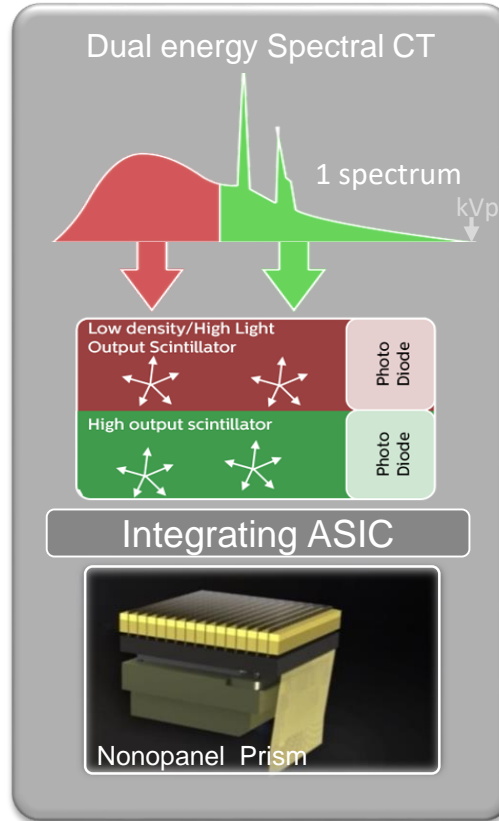 Dual energy Spectral CT
1 spectrum
kVp
Low density/High Light
Output Scintillator
Photo
Diode
High output scintillator
Photo
Diode
Integrating ASIC
Nonopanel Prism